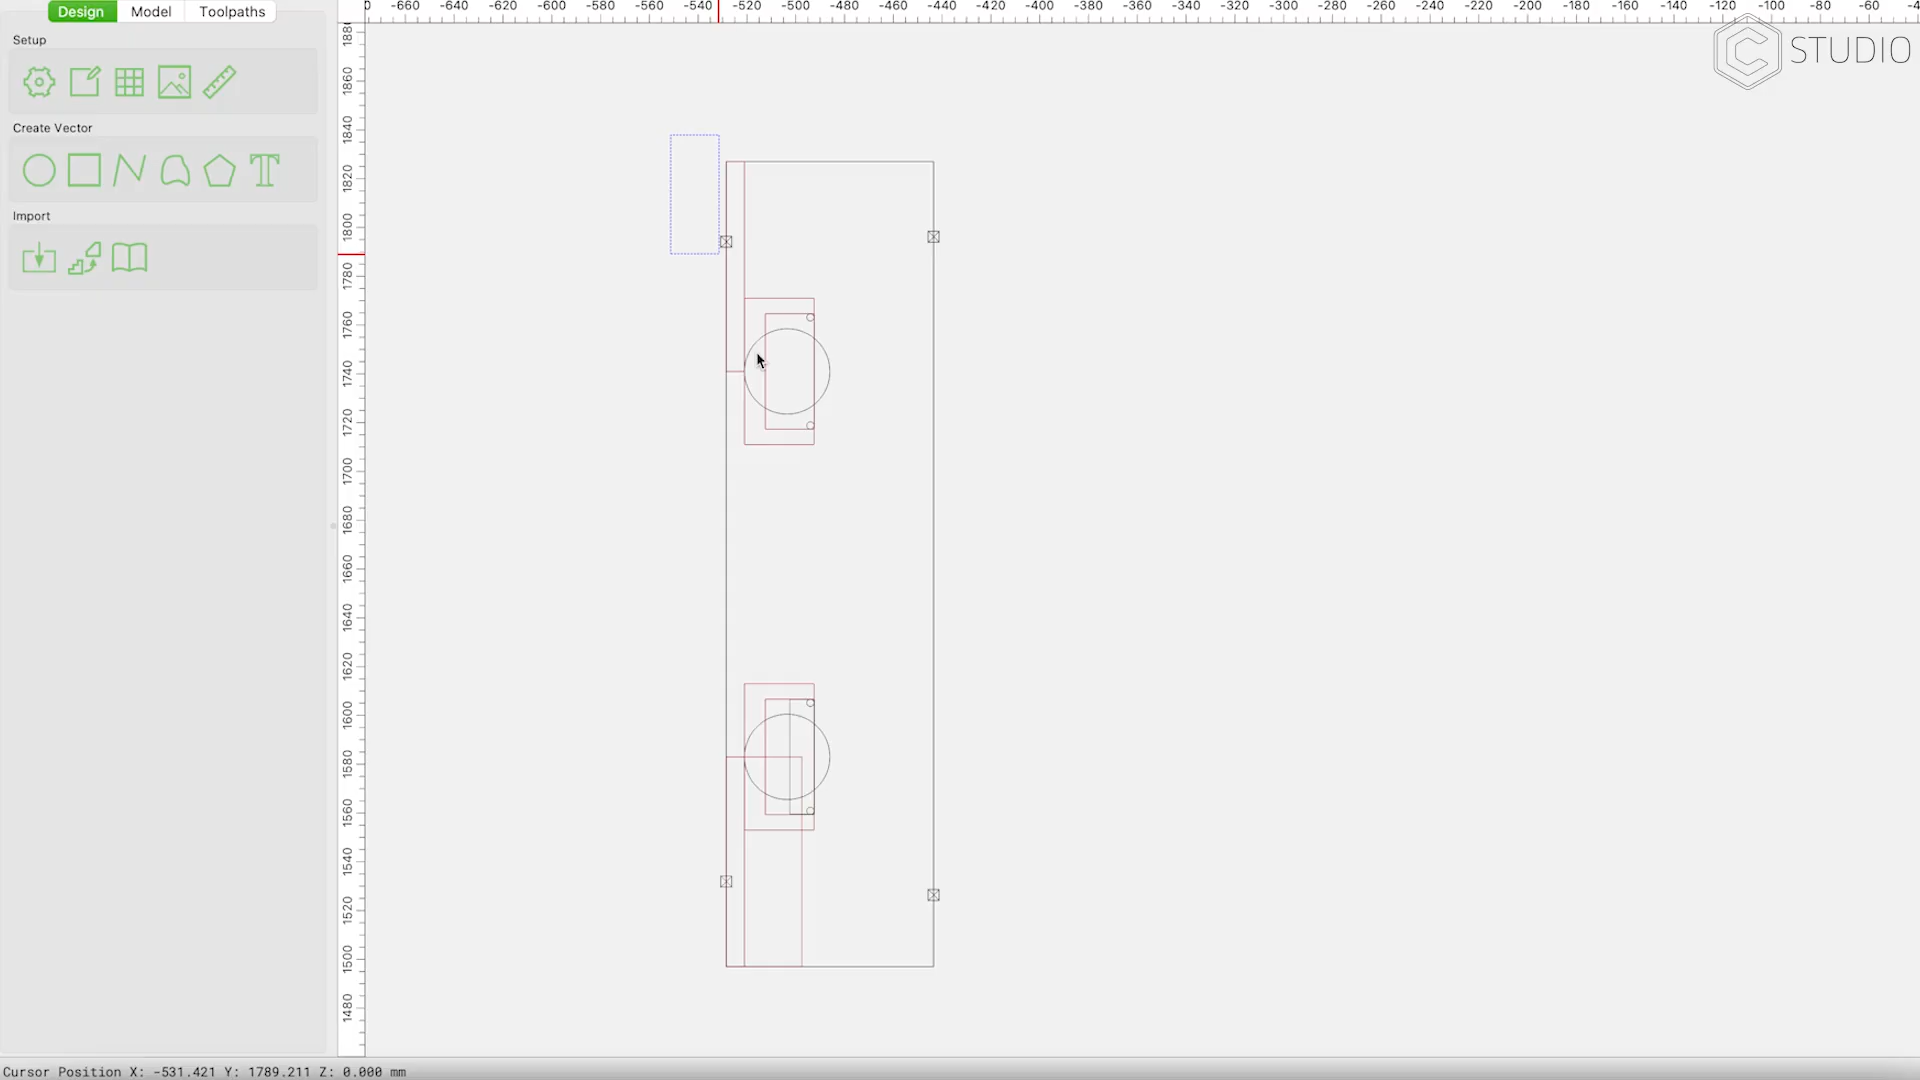 Design Model Toolpaths
0 -660 -640 -620 -600 -580 -560 -540 -520 -500 -480 -460 -440 -420 -400 -380 -360 -340 -320 -300 -280 -260 -240 -220 -200 -180 -160 -140 -120 -100 -80 -60 -4
Setup
STUDIO
Create Vector
T
Import
1860
1840
1820
1800
1780
1760
1740
1720
1700
1680
1660
1640
1620
1600
1580
1560
1540
1520
1500
1480
Cursor Position X: -531.421 Y: 1789.211 Z: 0.000 mm